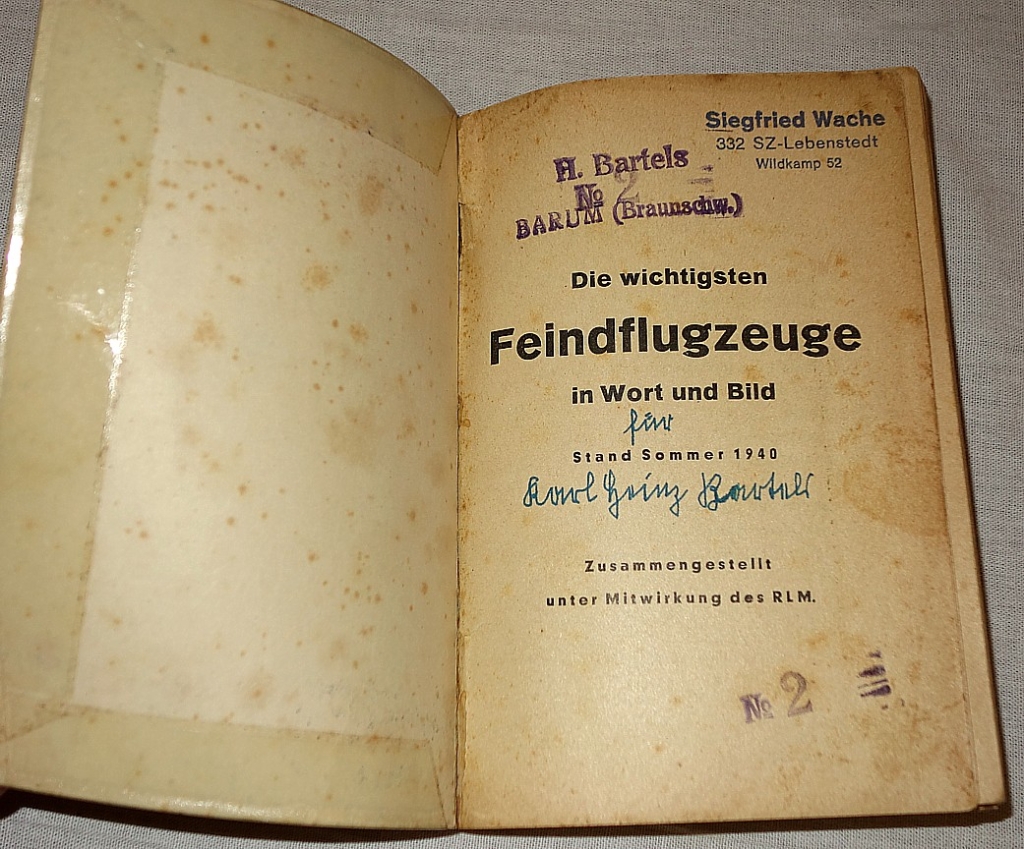 Siegfried Wache
332 SZ-Lebenstedt
Wildkamp 52
H. Bartels
№ 2
BARUM (Braunschw.)
Die wichtigsten
Feindflugzeuge
in Wort und Bild
für
Stand Sommer 1940
Karl Heinz Bartels
Zusammengestellt
unter Mitwirkung des RLM.
№ 2